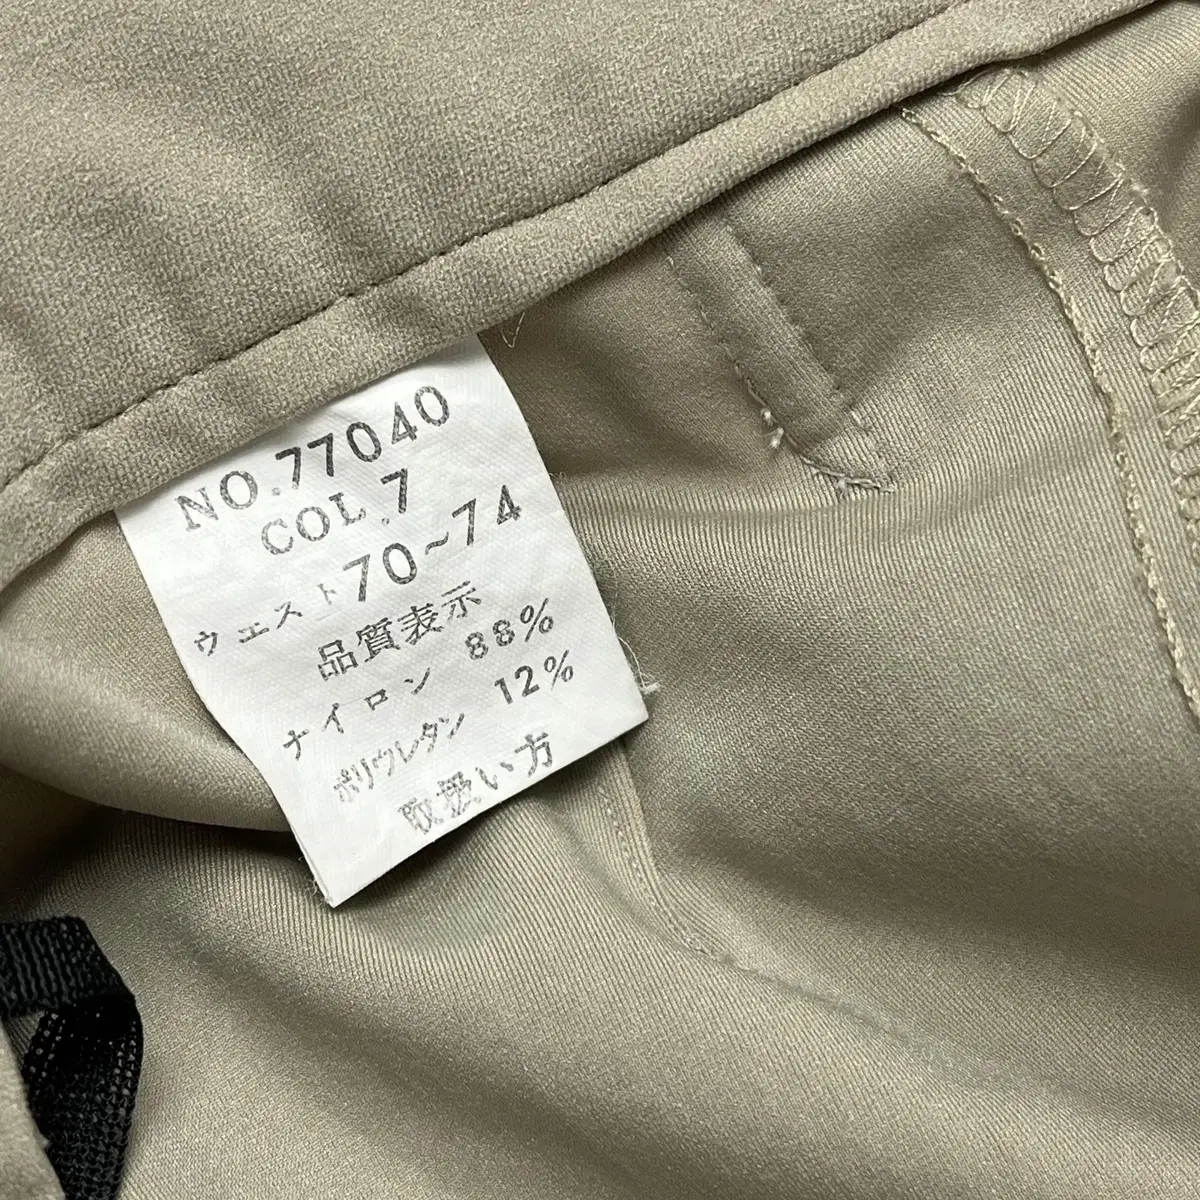 NO.77040
COL.7
ウエスト70~74
品質表示
ナイロン 88%
ポリウレタン 12%
取扱い方